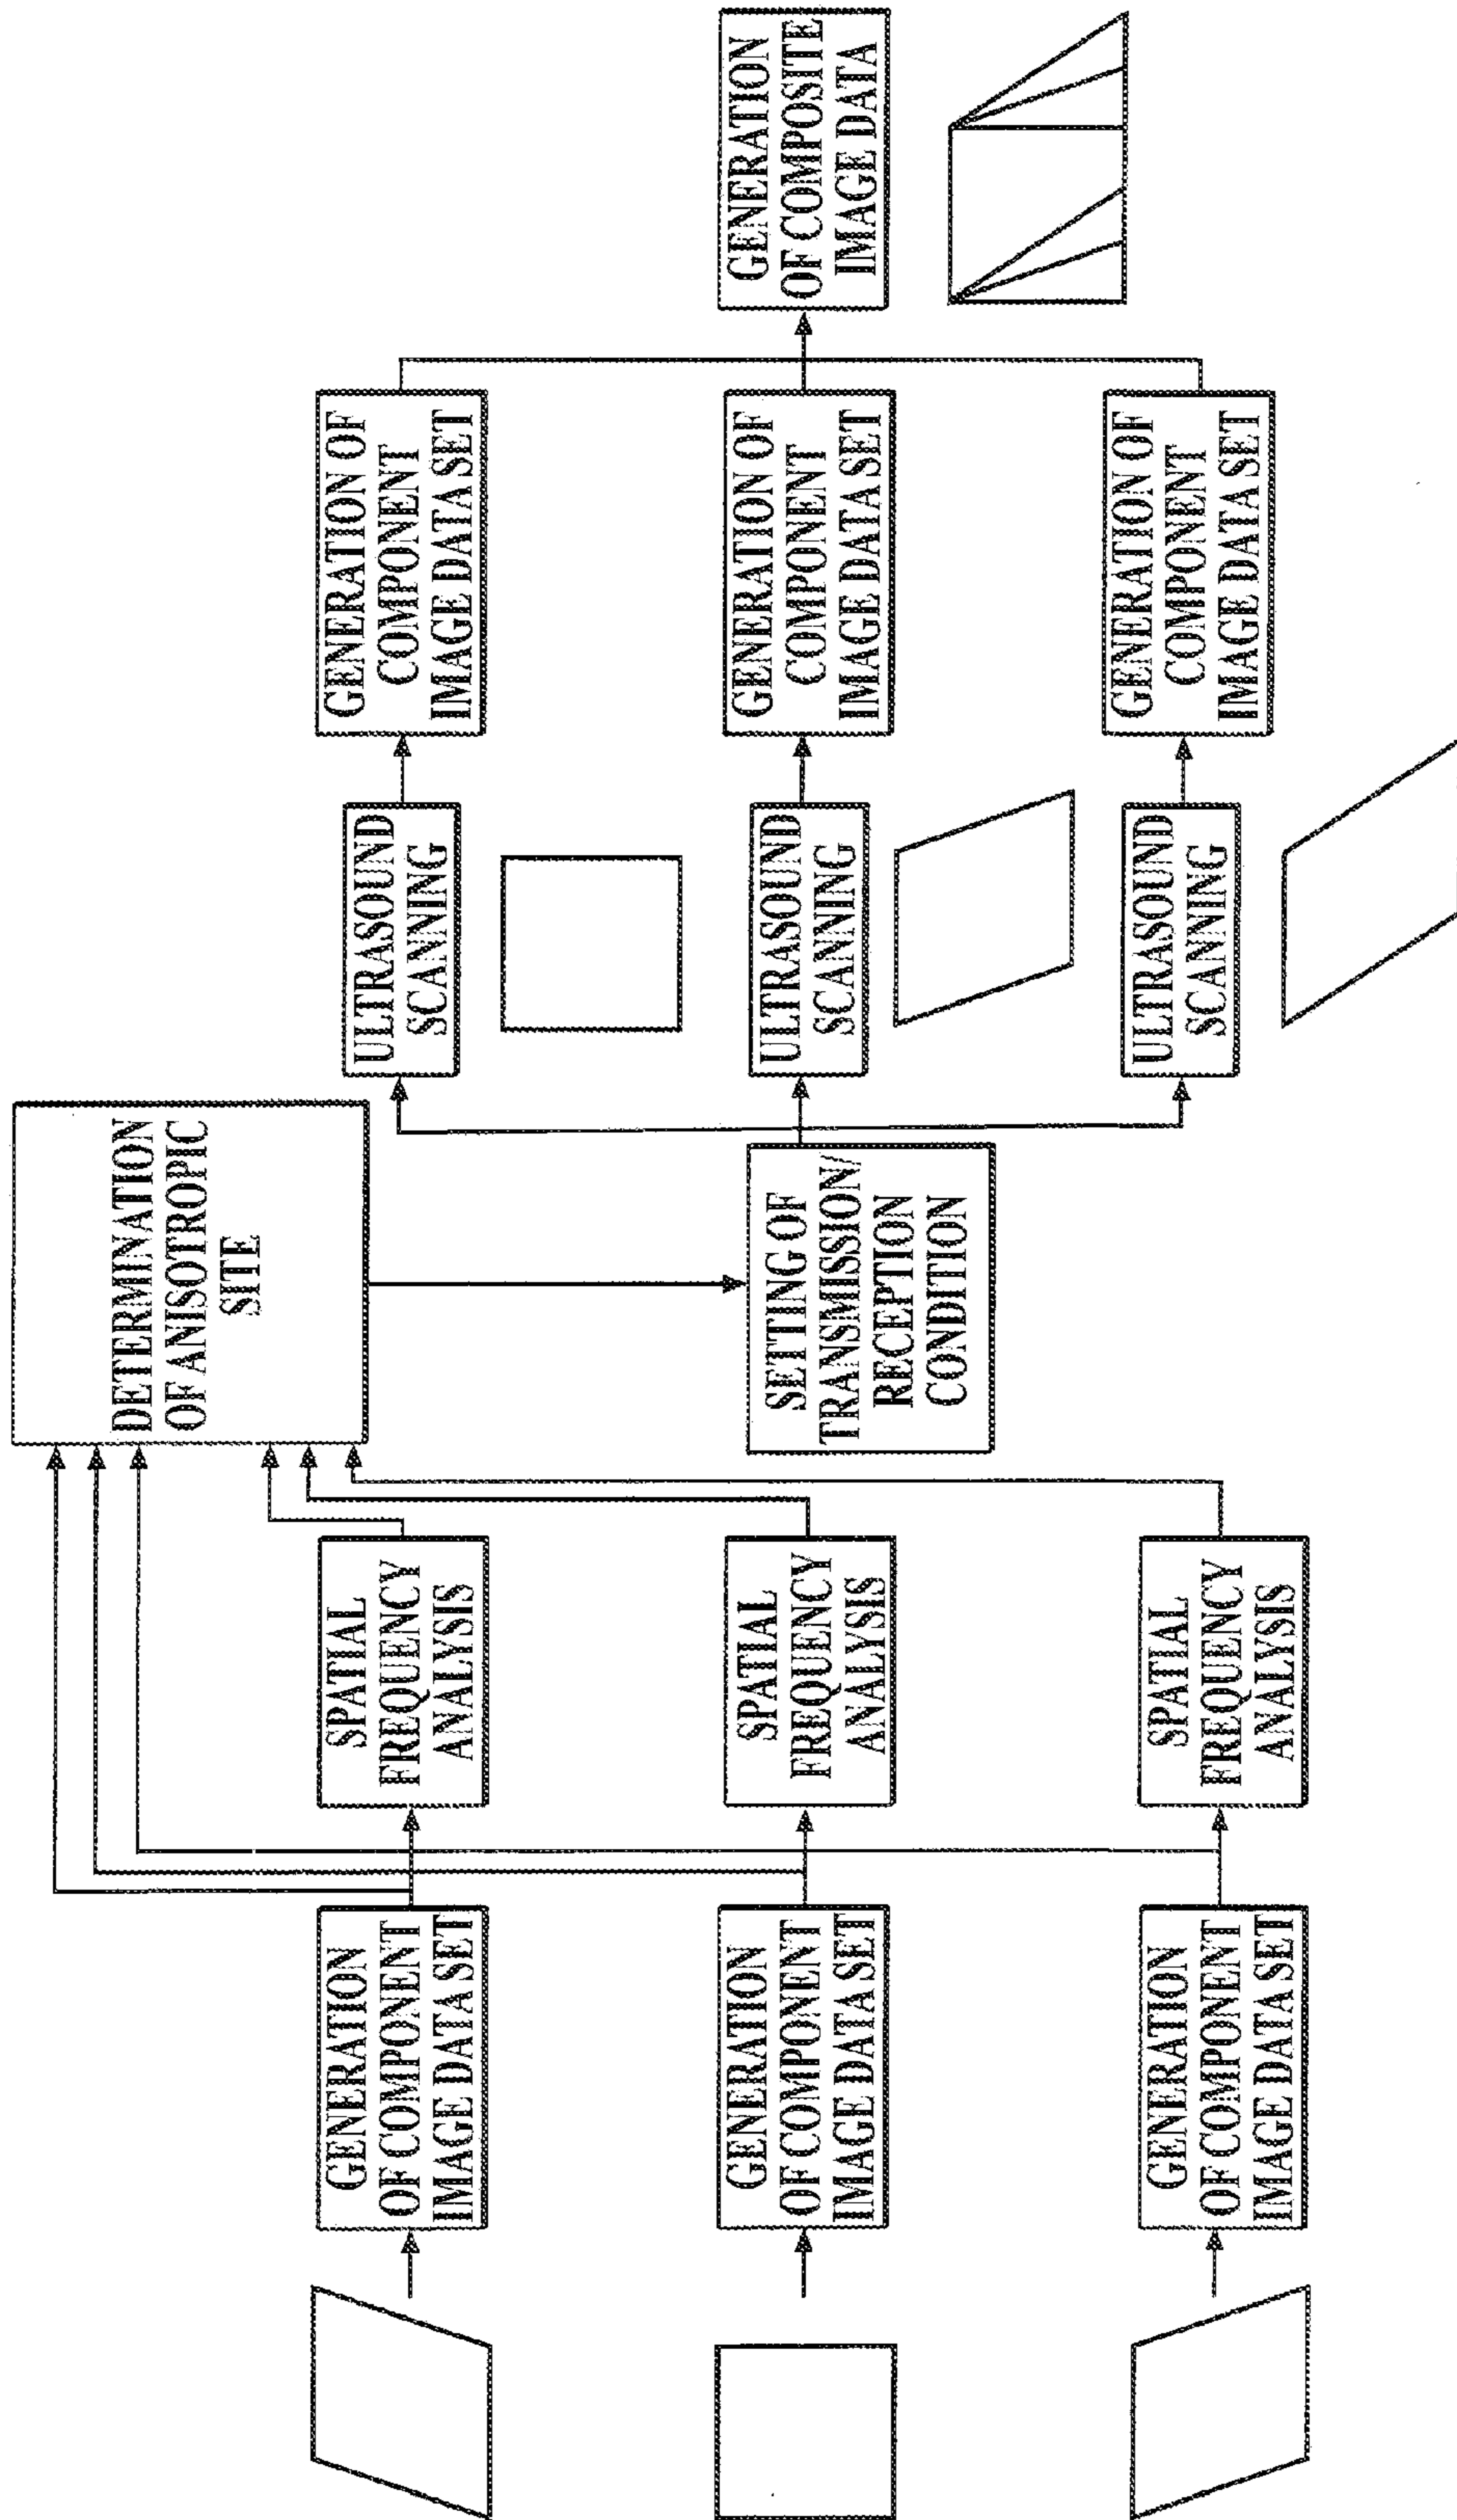 GENERATION
OF COMPONENT
IMAGE DATA SET
GENERATION
OF COMPONENT
IMAGE DATA SET
GENERATION
OF COMPONENT
IMAGE DATA SET
SPATIAL
FREQUENCY
ANALYSIS
SPATIAL
FREQUENCY
ANALYSIS
SPATIAL
FREQUENCY
ANALYSIS
DETERMINATION
OF ANISOTROPIC
SITE
SETTING OF
TRANSMISSION/
RECEPTION
CONDITION
ULTRASOUND
SCANNING
ULTRASOUND
SCANNING
ULTRASOUND
SCANNING
GENERATION OF
COMPONENT
IMAGE DATA SET
GENERATION OF
COMPONENT
IMAGE DATA SET
GENERATION OF
COMPONENT
IMAGE DATA SET
GENERATION
OF COMPOSITE
IMAGE DATA